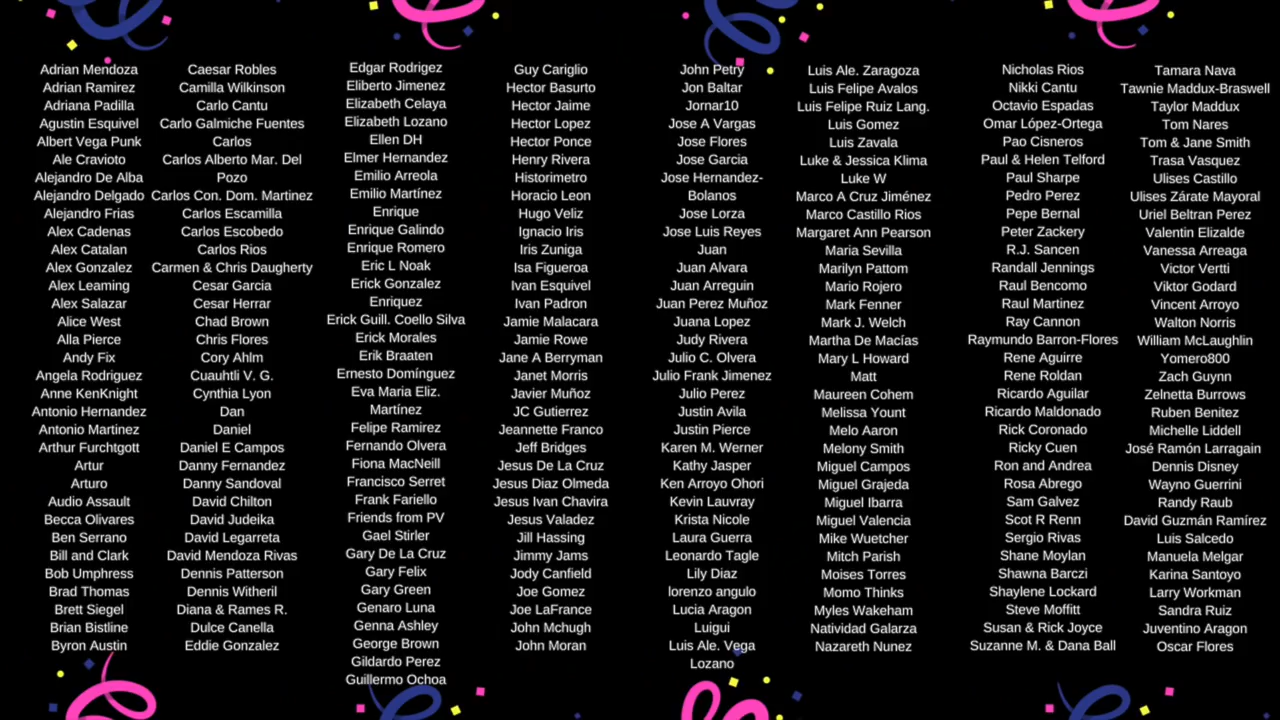 Adrian Mendoza
Adrian Ramirez
Adriana Padilla
Agustin Esquivel
Albert Vega Punk
Ale Cravioto
Alejandro De Alba
Alejandro Delgado
Alejandro Frias
Alex Cadenas
Alex Catalan
Alex Gonzalez
Alex Leaming
Alex Salazar
Alice West
Alla Pierce
Andy Fix
Angela Rodriguez
Anne KenKnight
Antonio Hernandez
Antonio Martinez
Arthur Furchtgott
Artur
Arturo
Audio Assault
Becca Olivares
Ben Serrano
Bill and Clark
Bob Umphress
Brad Thomas
Brett Siegel
Brian Bistline
Byron Austin
Caesar Robles
Camilla Wilkinson
Carlo Cantu
Carlo Galmiche Fuentes
Carlos
Carlos Alberto Mar. Del
Pozo
Carlos Con. Dom. Martinez
Carlos Escamilla
Carlos Escobedo
Carlos Rios
Carmen & Chris Daugherty
Cesar Garcia
Cesar Herrar
Chad Brown
Chris Flores
Cory Ahlm
Cuauhtli V. G.
Cynthia Lyon
Dan
Daniel
Daniel E Campos
Danny Fernandez
Danny Sandoval
David Chilton
David Judeika
David Legarreta
David Mendoza Rivas
Dennis Patterson
Dennis Witheril
Diana & Rames R.
Dulce Canella
Eddie Gonzalez
Edgar Rodrigez
Eliberto Jimenez
Elizabeth Celaya
Elizabeth Lozano
Ellen DH
Elmer Hernandez
Emilio Arreola
Emilio Martínez
Enrique
Enrique Galindo
Enrique Romero
Eric L Noak
Erick Gonzalez
Enriquez
Erick Guill. Coello Silva
Erick Morales
Erik Braaten
Ernesto Domínguez
Eva Maria Eliz.
Martínez
Felipe Ramirez
Fernando Olvera
Fiona MacNeill
Francisco Serret
Frank Fariello
Friends from PV
Gael Stirler
Gary De La Cruz
Gary Felix
Gary Green
Genaro Luna
Genna Ashley
George Brown
Gildardo Perez
Guillermo Ochoa
Guy Cariglio
Hector Basurto
Hector Jaime
Hector Lopez
Hector Ponce
Henry Rivera
Historimetro
Horacio Leon
Hugo Veliz
Ignacio Iris
Iris Zuniga
Isa Figueroa
Ivan Esquivel
Ivan Padron
Jamie Malacara
Jamie Rowe
Jane A Berryman
Janet Morris
Javier Muñoz
JC Gutierrez
Jeannette Franco
Jeff Bridges
Jesus De La Cruz
Jesus Diaz Olmeda
Jesus Ivan Chavira
Jesus Valadez
Jill Hassing
Jimmy Jams
Jody Canfield
Joe Gomez
Joe LaFrance
John Mchugh
John Moran
John Petry
Jon Baltar
Jornar10
Jose A Vargas
Jose Flores
Jose Garcia
Jose Hernandez-
Bolanos
Jose Lorza
Jose Luis Reyes
Juan
Juan Alvara
Juan Arreguin
Juan Perez Muñoz
Juana Lopez
Judy Rivera
Julio C. Olvera
Julio Frank Jimenez
Julio Perez
Justin Avila
Justin Pierce
Karen M. Werner
Kathy Jasper
Ken Arroyo Ohori
Kevin Lauvray
Krista Nicole
Laura Guerra
Leonardo Tagle
Lily Diaz
lorenzo angulo
Lucia Aragon
Luigui
Luis Ale. Vega
Lozano
Luis Ale. Zaragoza
Luis Felipe Avalos
Luis Felipe Ruiz Lang.
Luis Gomez
Luis Zavala
Luke & Jessica Klima
Luke W
Marco A Cruz Jiménez
Marco Castillo Rios
Margaret Ann Pearson
Maria Sevilla
Marilyn Pattom
Mario Rojero
Mark Fenner
Mark J. Welch
Martha De Macías
Mary L Howard
Matt
Maureen Cohem
Melissa Yount
Melo Aaron
Melony Smith
Miguel Campos
Miguel Grajeda
Miguel Ibarra
Miguel Valencia
Mike Wuetcher
Mitch Parish
Moises Torres
Momo Thinks
Myles Wakeham
Natividad Galarza
Nazareth Nunez
Nicholas Rios
Nikki Cantu
Octavio Espadas
Omar López-Ortega
Pao Cisneros
Paul & Helen Telford
Paul Sharpe
Pedro Perez
Pepe Bernal
Peter Zackery
R.J. Sancen
Randall Jennings
Raul Bencomo
Raul Martinez
Ray Cannon
Raymundo Barron-Flores
Rene Aguirre
Rene Roldan
Ricardo Aguilar
Ricardo Maldonado
Rick Coronado
Ricky Cuen
Ron and Andrea
Rosa Abrego
Sam Galvez
Scot R Renn
Sergio Rivas
Shane Moylan
Shawna Barczi
Shaylene Lockard
Steve Moffitt
Susan & Rick Joyce
Suzanne M. & Dana Ball
Tamara Nava
Tawnie Maddux-Braswell
Taylor Maddux
Tom Nares
Tom & Jane Smith
Trasa Vasquez
Ulises Castillo
Ulises Zárate Mayoral
Uriel Beltran Perez
Valentin Elizalde
Vanessa Arreaga
Victor Vertti
Viktor Godard
Vincent Arroyo
Walton Norris
William McLaughlin
Yomero800
Zach Guynn
Zelnetta Burrows
Ruben Benitez
Michelle Liddell
José Ramón Larragain
Dennis Disney
Wayno Guerrini
Randy Raub
David Guzmán Ramírez
Luis Salcedo
Manuela Melgar
Karina Santoyo
Larry Workman
Sandra Ruiz
Juventino Aragon
Oscar Flores